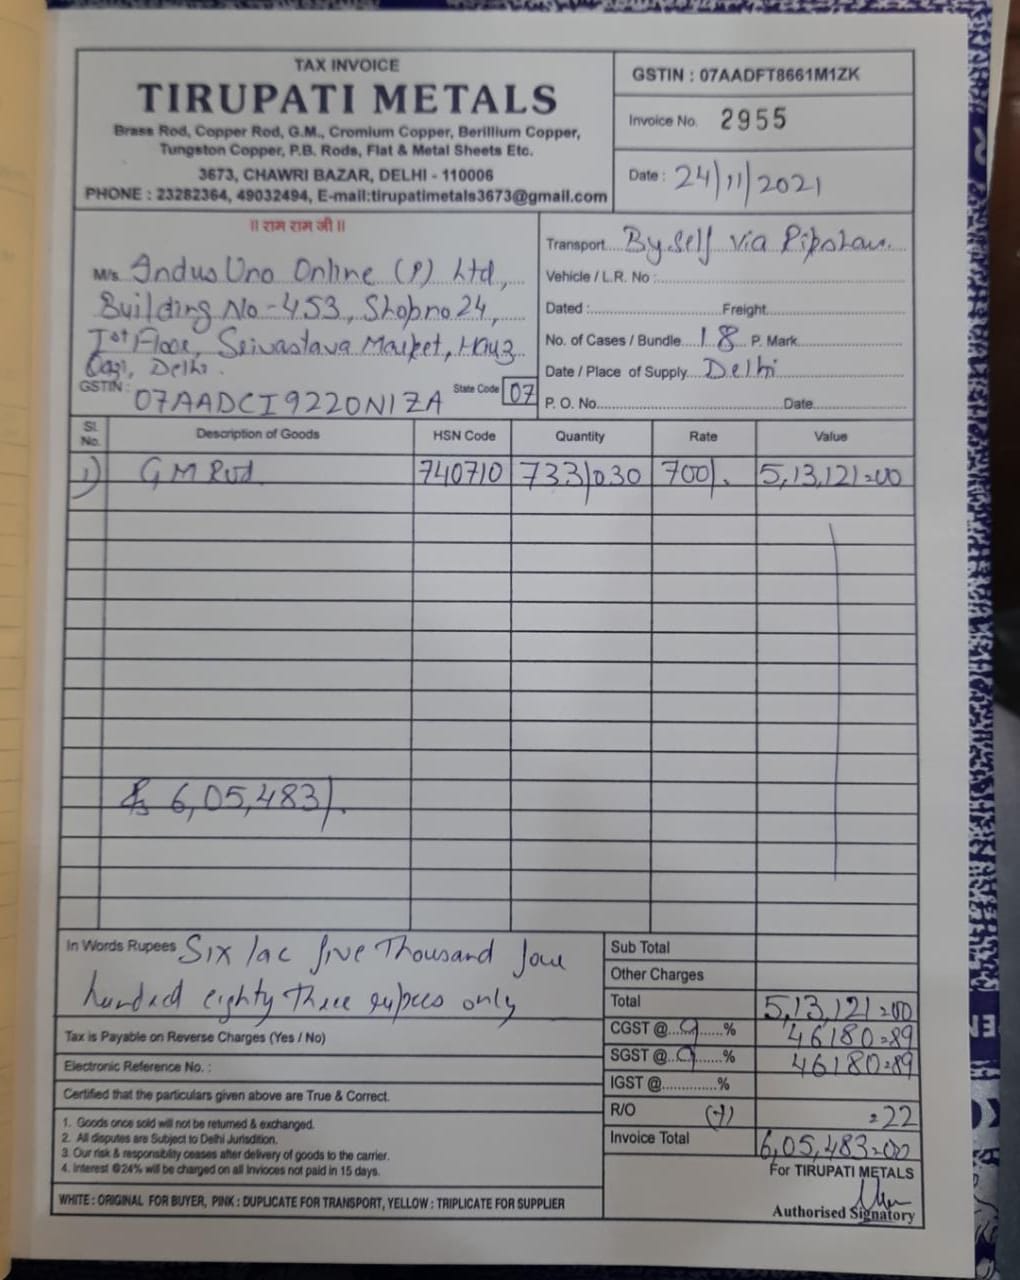 TAX INVOICE
TIRUPATI METALS
Brass Rod, Copper Rod, G.M., Cromium Copper, Berillium Copper,
Tungston Copper, P.B. Rods, Flat & Metal Sheets Etc.
3673, CHAWRI BAZAR, DELHI - 110006
PHONE : 23282364, 49032494, E-mail:tirupatimetals3673@gmail.com
GSTIN : 07AADFT8661M1ZK
Invoice No. 2955
Date : 24/11/2021
॥ राम राम जी ॥
M/s. Indus Uno Online (P) Ltd,
Building No-453, Shop no 24,
Ist Floor, Srivastava Market, Hauz
Qazi, Delhi.
GSTIN : 07AADCI9220N1ZA State Code 07
Transport By self via
Vehicle / L.R. No :
Dated : Freight
No. of Cases / Bundle 18 P. Mark
Date / Place of Supply Delhi
P. O. No. Date
Sl. No. Description of Goods HSN Code Quantity Rate Value
1) G M Rod 740710 733/030 700/. 5,13,121=00
Rs 6,05,483/.
In Words Rupees Six lac five Thousand four
hundred eighty three rupees only
Tax is Payable on Reverse Charges (Yes / No)
Electronic Reference No. :
Certified that the particulars given above are True & Correct.
1. Goods once sold will not be returned & exchanged.
2. All disputes are Subject to Delhi Jurisdition.
3. Our risk & responsibility ceases after delivery of goods to the carrier.
4. Interest @24% will be charged on all Invioces not paid in 15 days.
WHITE : ORIGINAL FOR BUYER, PINK : DUPLICATE FOR TRANSPORT, YELLOW : TRIPLICATE FOR SUPPLIER
Sub Total
Other Charges
Total 5,13,121=00
CGST @ 9 % 46180=89
SGST @ 9 % 46180=89
IGST @ %
R/O (+) =22
Invoice Total 6,05,483=00
For TIRUPATI METALS
Authorised Signatory